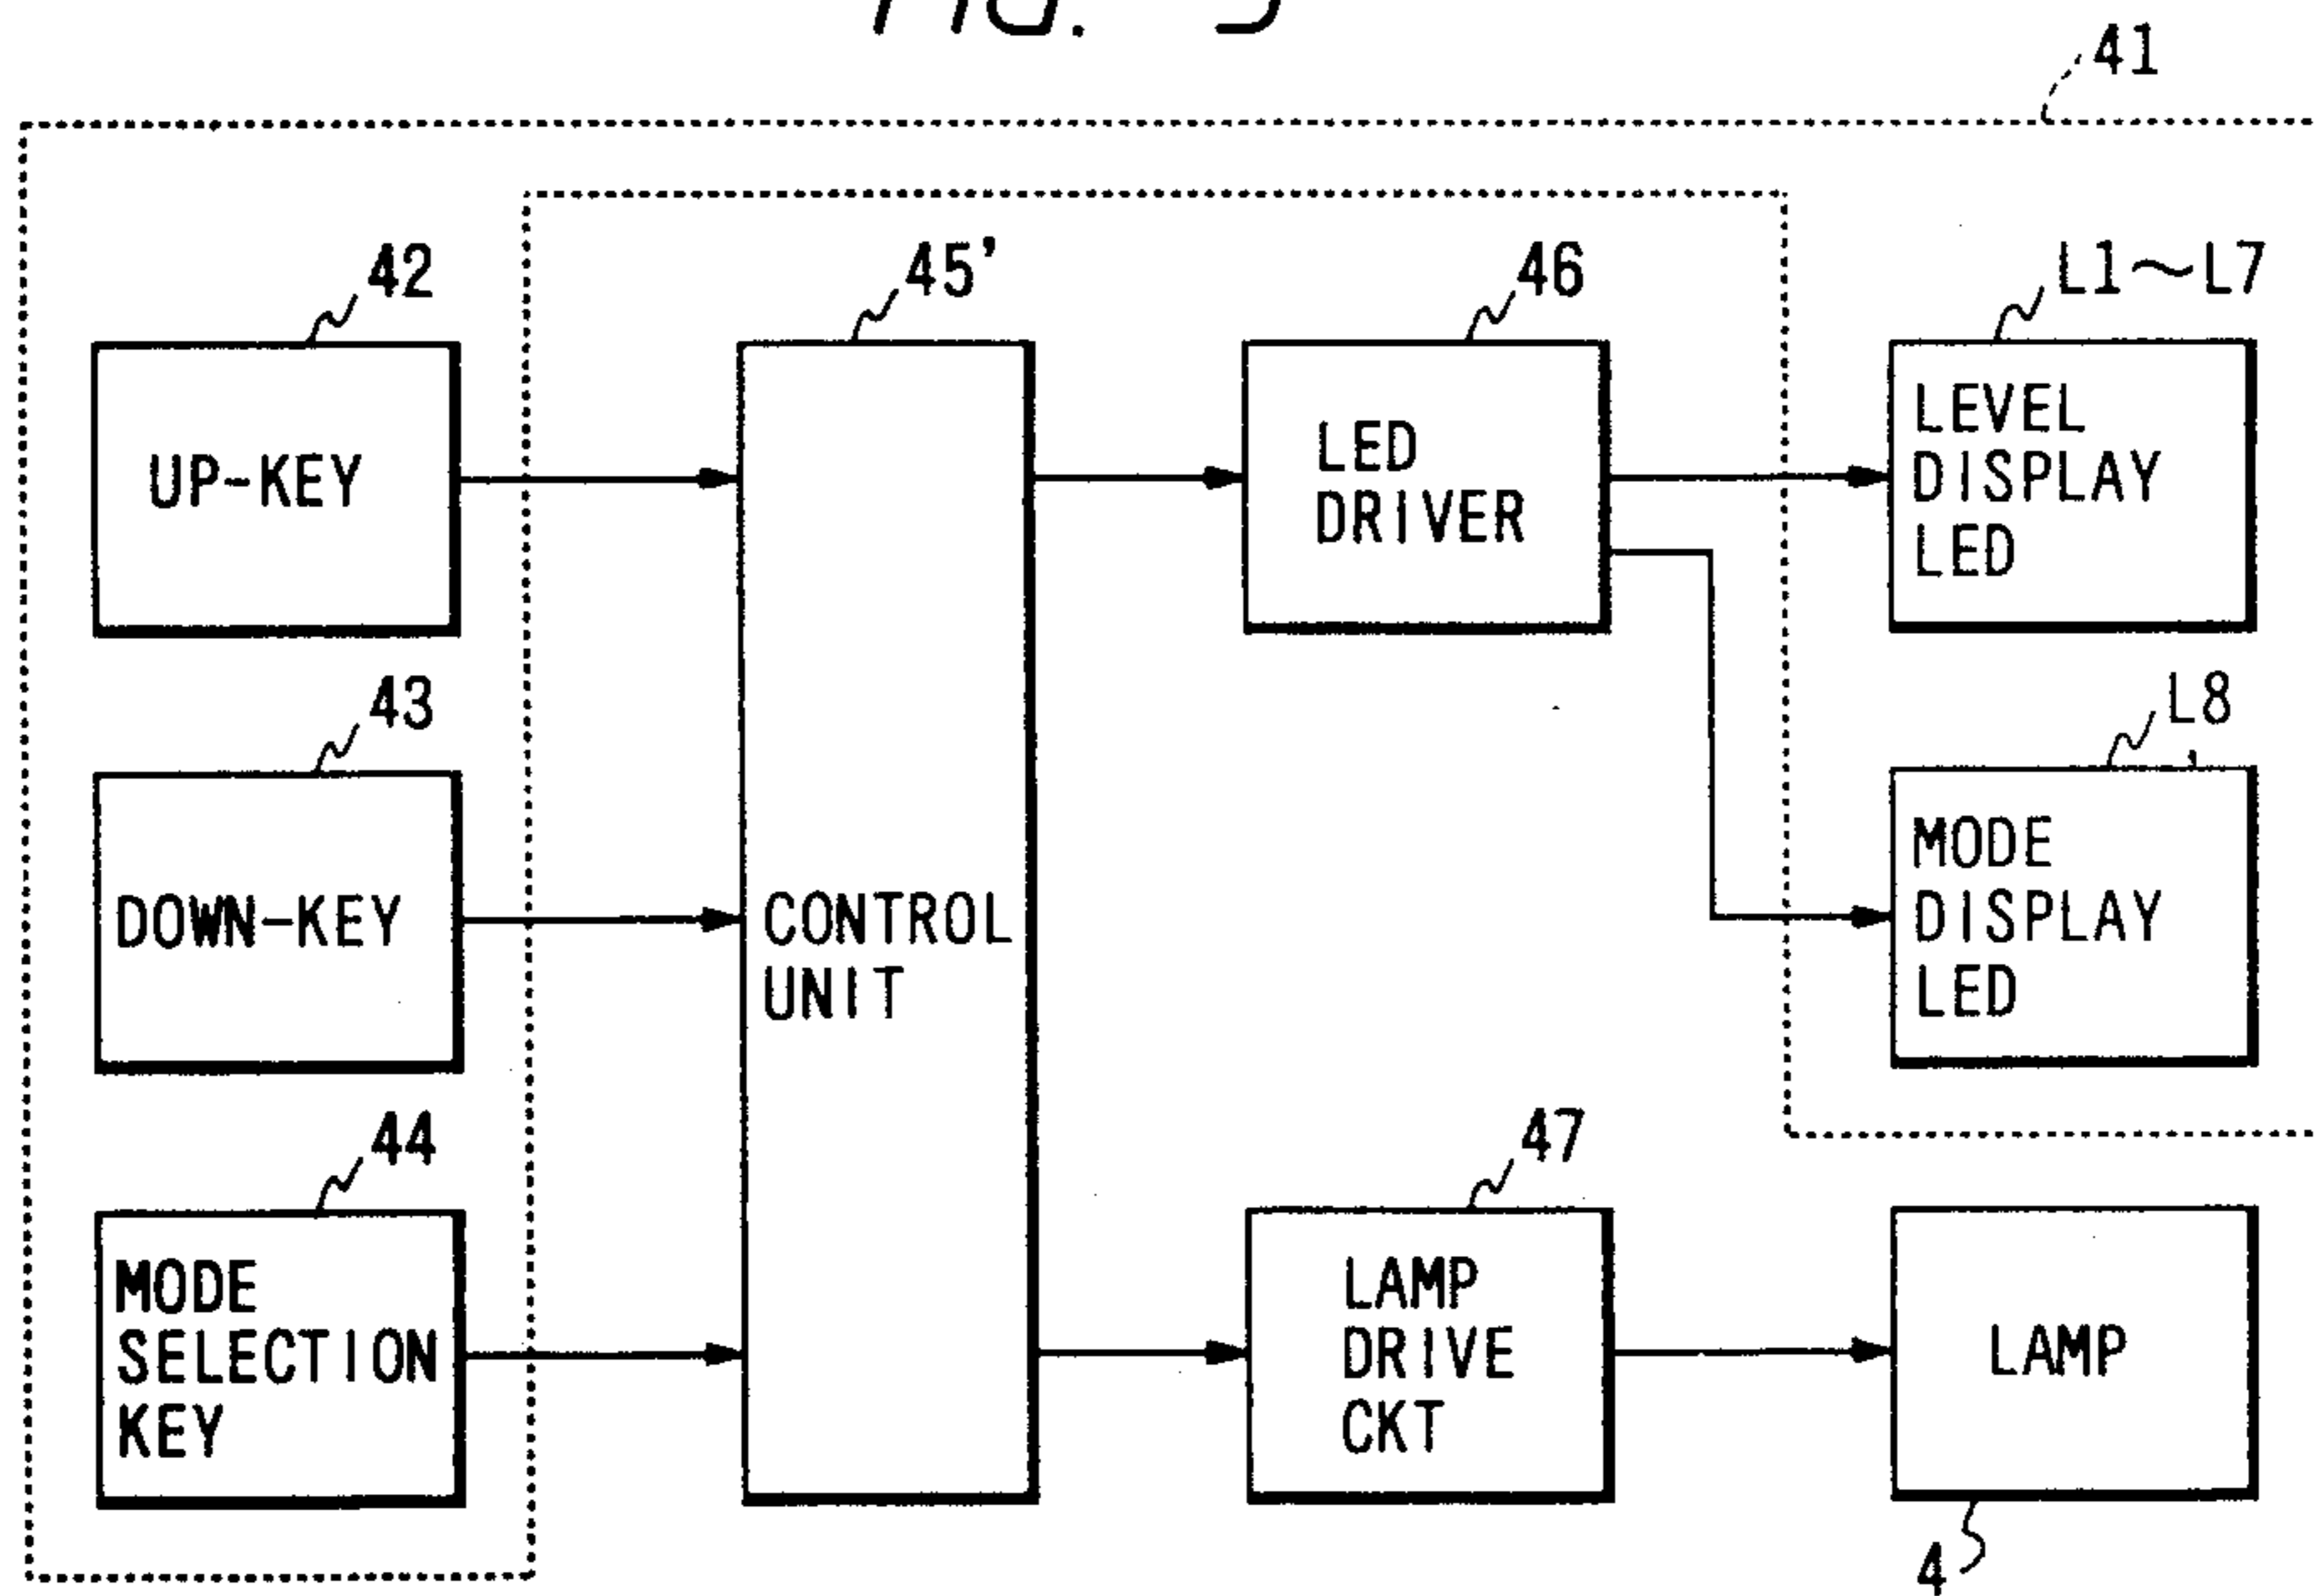 FIG.
41
42
45'
46
L1～L7
UP-KEY
LED
DRIVER
LEVEL
DISPLAY
LED
43
L8
DOWN-KEY
CONTROL
UNIT
MODE
DISPLAY
LED
44
47
MODE
SELECTION
KEY
LAMP
DRIVE
CKT
LAMP
4